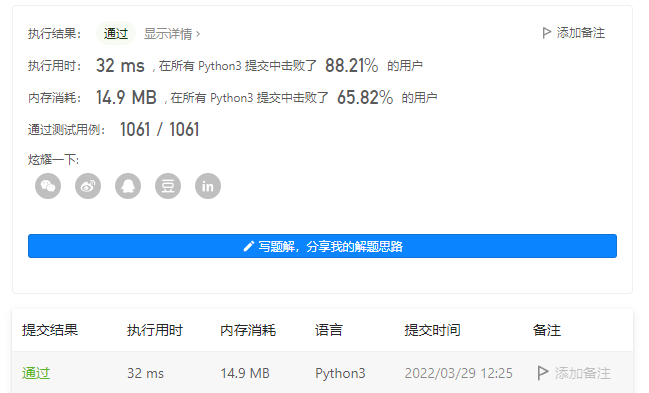 执行结果： 通过 显示详情 › 添加备注
执行用时： 32 ms , 在所有 Python3 提交中击败了 88.21% 的用户
内存消耗： 14.9 MB , 在所有 Python3 提交中击败了 65.82% 的用户
通过测试用例： 1061 / 1061
炫耀一下:
豆 in
写题解，分享我的解题思路
提交结果 执行用时 内存消耗 语言 提交时间 备注
通过 32 ms 14.9 MB Python3 2022/03/29 12:25 添加备注